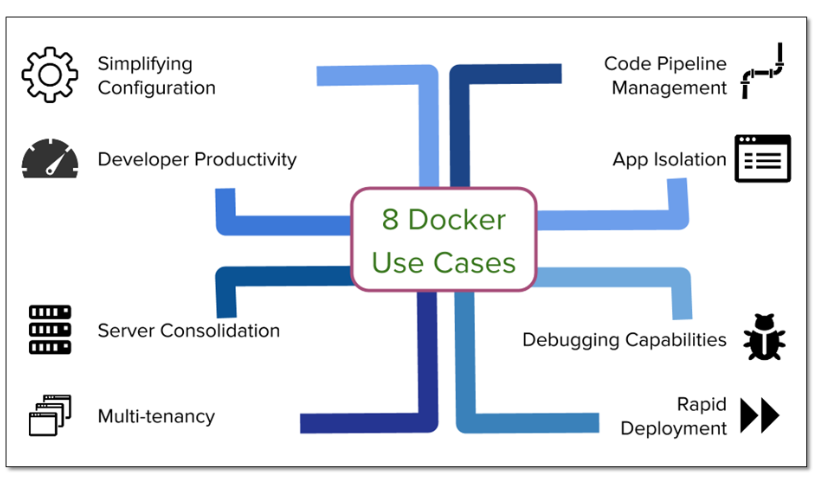 Simplifying
Configuration
Developer Productivity
Server Consolidation
Multi-tenancy
8 Docker
Use Cases
Code Pipeline
Management
App Isolation
Debugging Capabilities
Rapid
Deployment